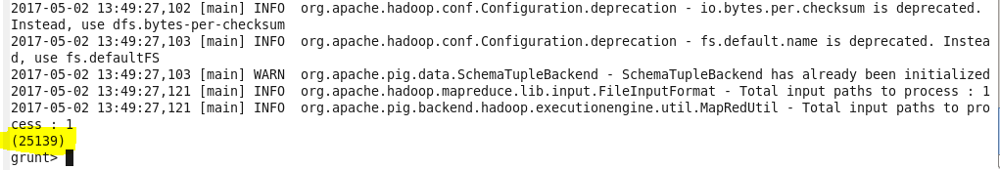 2017-05-02 13:49:27,102 [main] INFO  org.apache.hadoop.conf.Configuration.deprecation - io.bytes.per.checksum is deprecated.
Instead, use dfs.bytes-per-checksum
2017-05-02 13:49:27,103 [main] INFO  org.apache.hadoop.conf.Configuration.deprecation - fs.default.name is deprecated. Instea
d, use fs.defaultFS
2017-05-02 13:49:27,103 [main] WARN  org.apache.pig.data.SchemaTupleBackend - SchemaTupleBackend has already been initialized
2017-05-02 13:49:27,121 [main] INFO  org.apache.hadoop.mapreduce.lib.input.FileInputFormat - Total input paths to process : 1
2017-05-02 13:49:27,121 [main] INFO  org.apache.pig.backend.hadoop.executionengine.util.MapRedUtil - Total input paths to pro
cess : 1
(25139)
grunt>